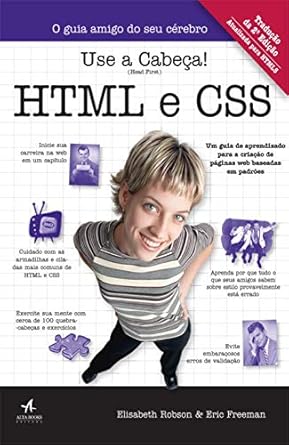 O guia amigo do seu cérebro
Tradução
da 2ª Edição
Atualizada para HTML5
Use a Cabeça!
(Head First)
HTML e CSS
Inicie sua
carreira na web
em um capítulo
Um guia de aprendizado
para a criação de
páginas web baseadas
em padrões
Cuidado com as
armadilhas e cila-
das mais comuns de
HTML e CSS
Aprenda por que tudo o
que seus amigos sabem
sobre estilo provavelmente
está errado
Exercite sua mente com
cerca de 100 quebra-
cabeças e exercícios
Evite
embaraçosos
erros de validação
ALTA BOOKS
EDITORA
Elisabeth Robson & Eric Freeman